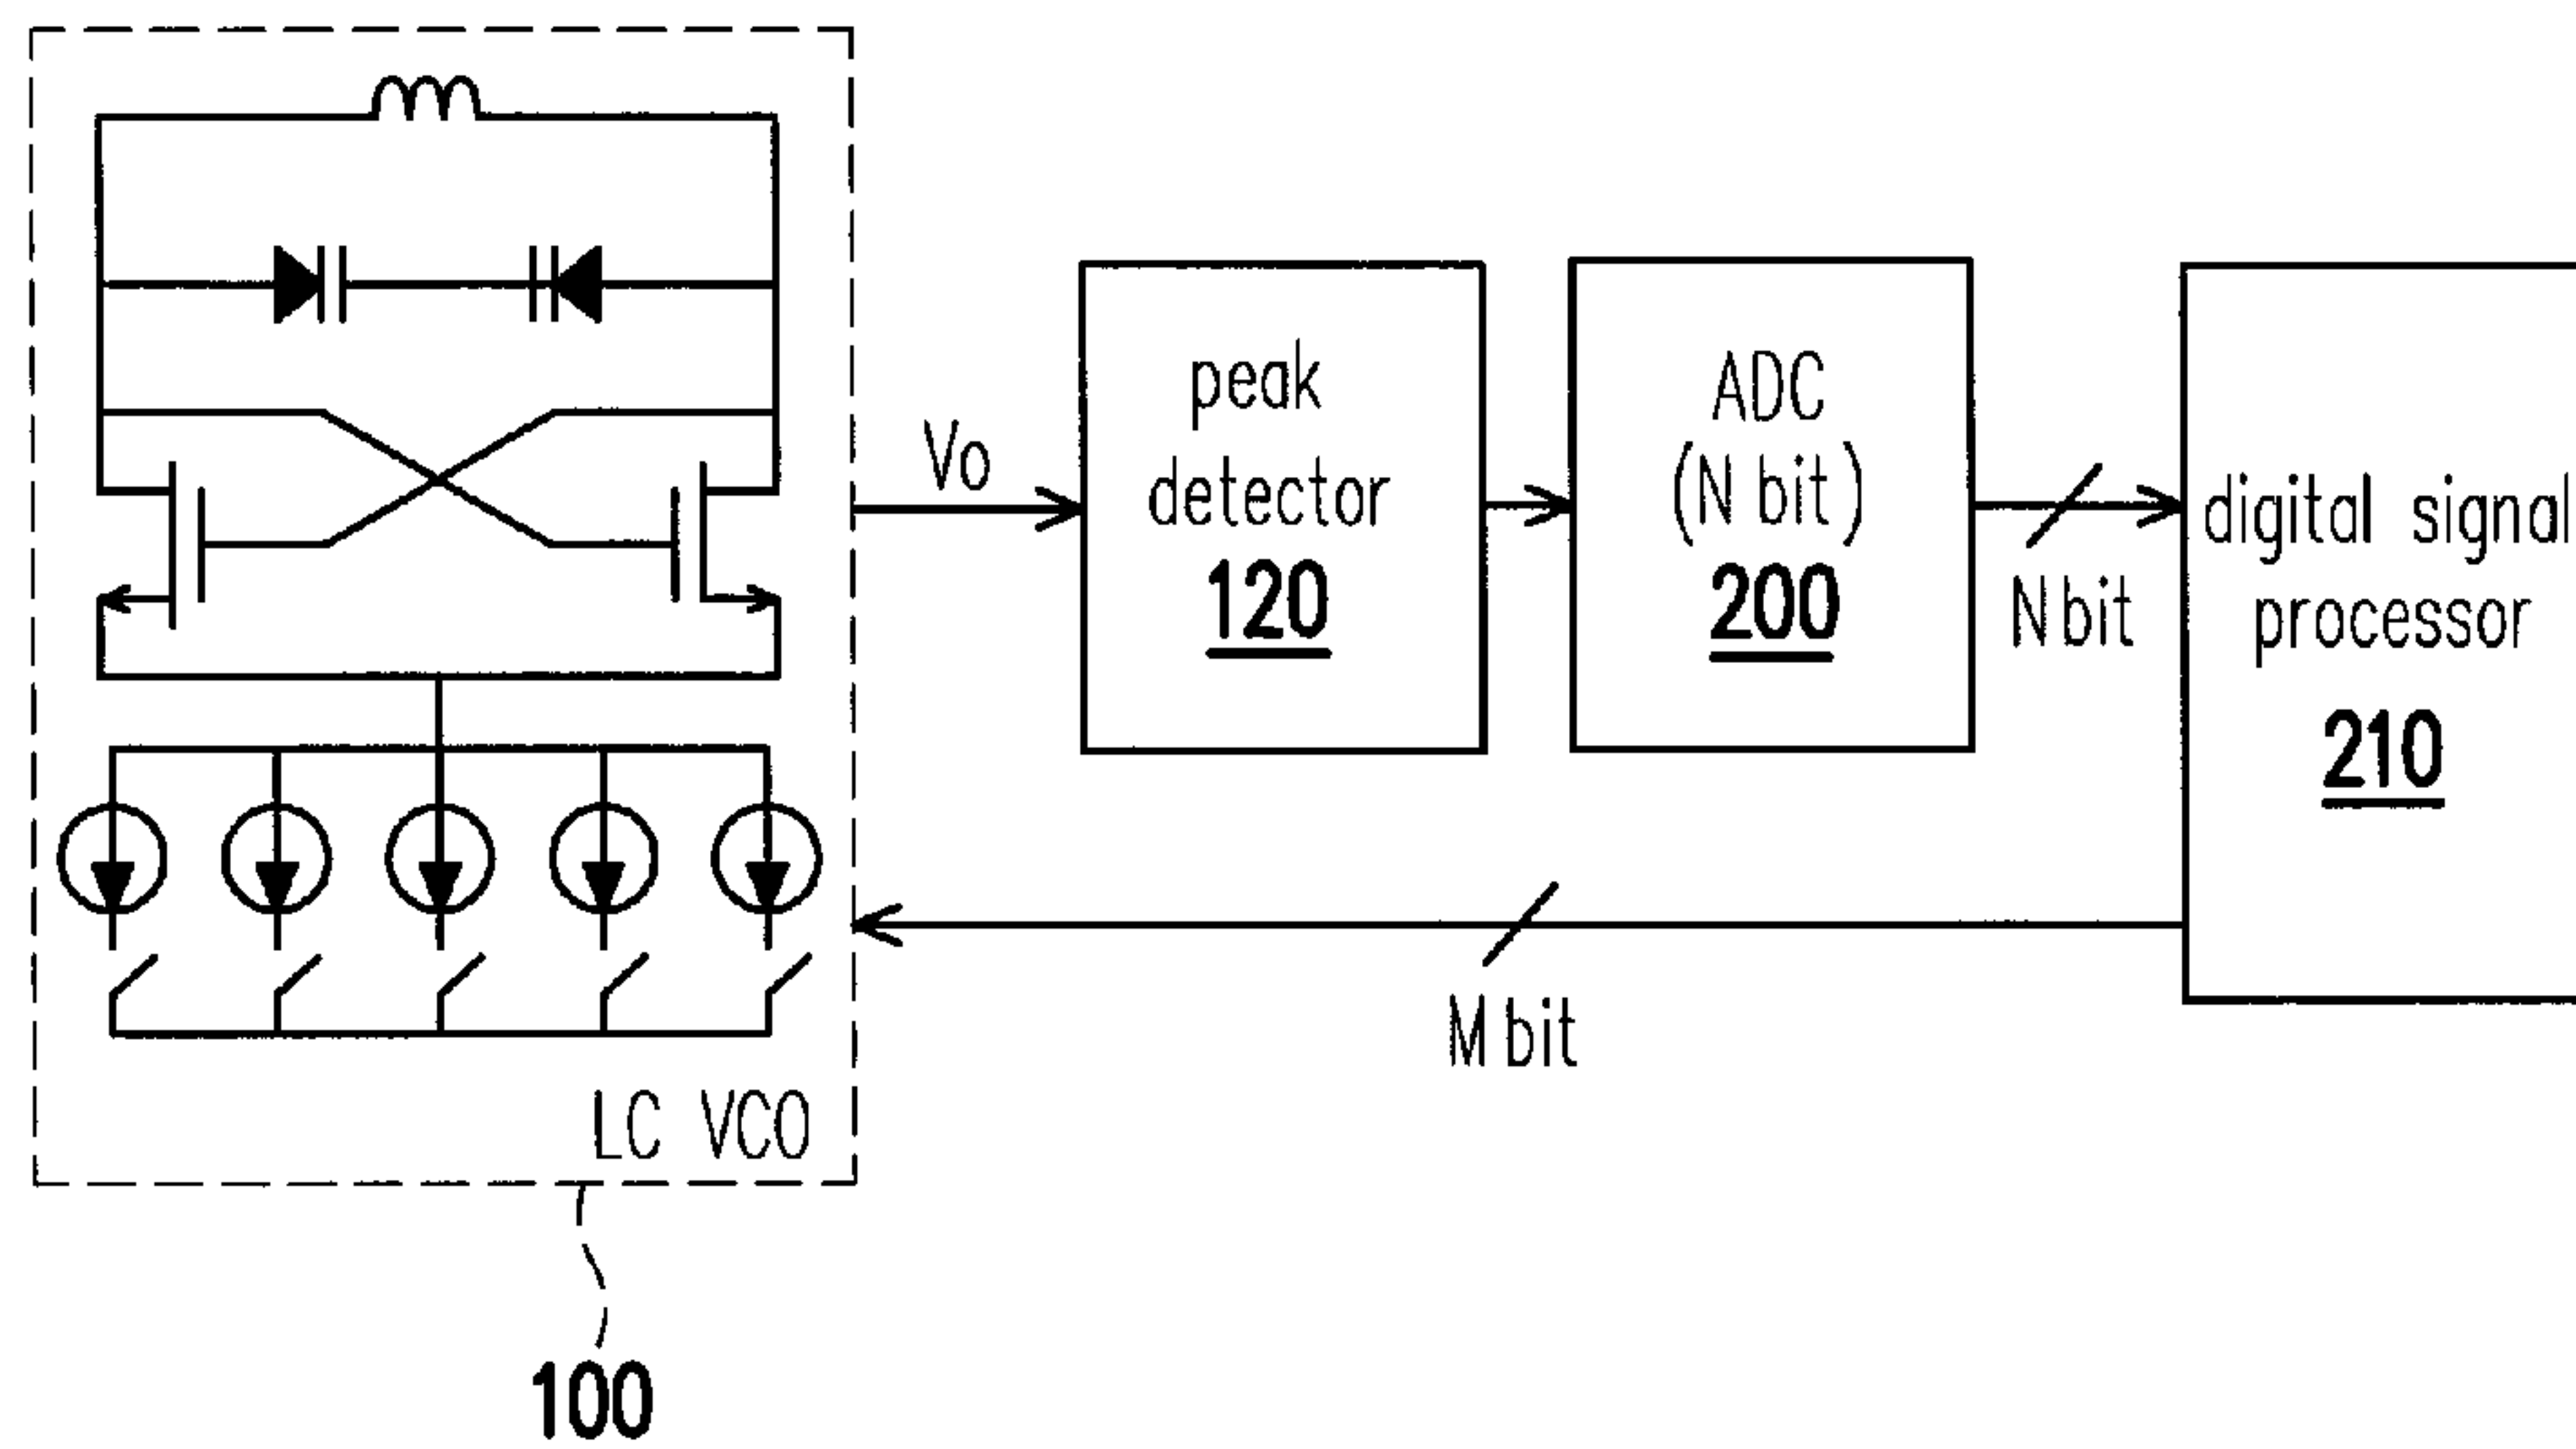 Vo
peak
detector
120
ADC
(N bit)
200
N bit
digital signal
processor
210
M bit
LC VCO
100